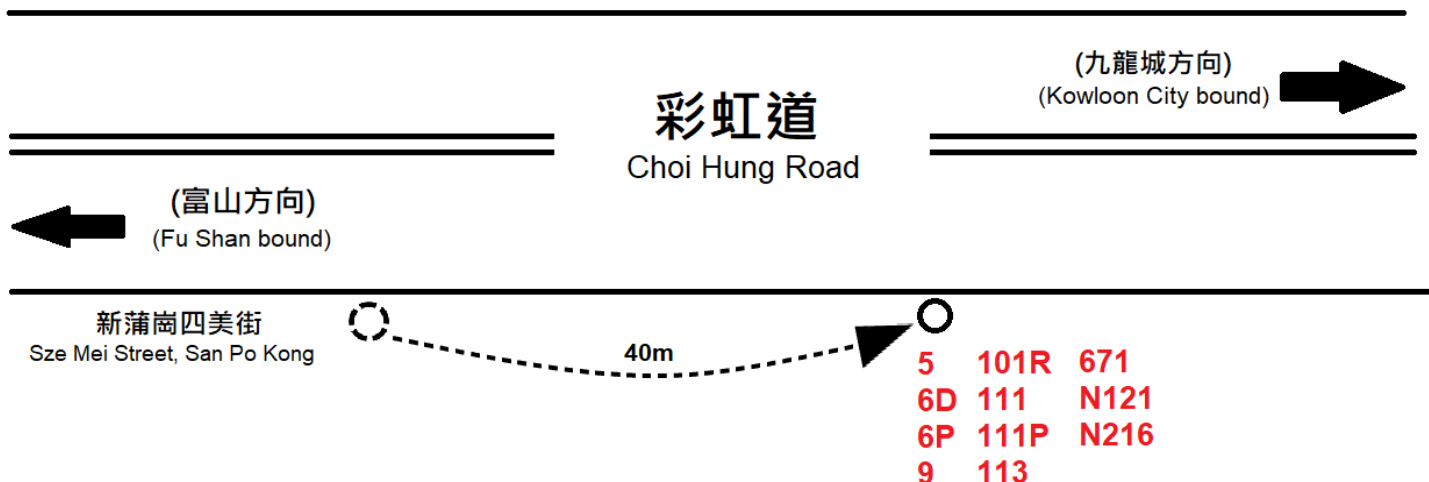 (九龍城方向)
(Kowloon City bound)
彩虹道
Choi Hung Road
(富山方向)
(Fu Shan bound)
新蒲崗四美街
Sze Mei Street, San Po Kong
40m
5 101R 671
6D 111 N121
6P 111P N216
9 113